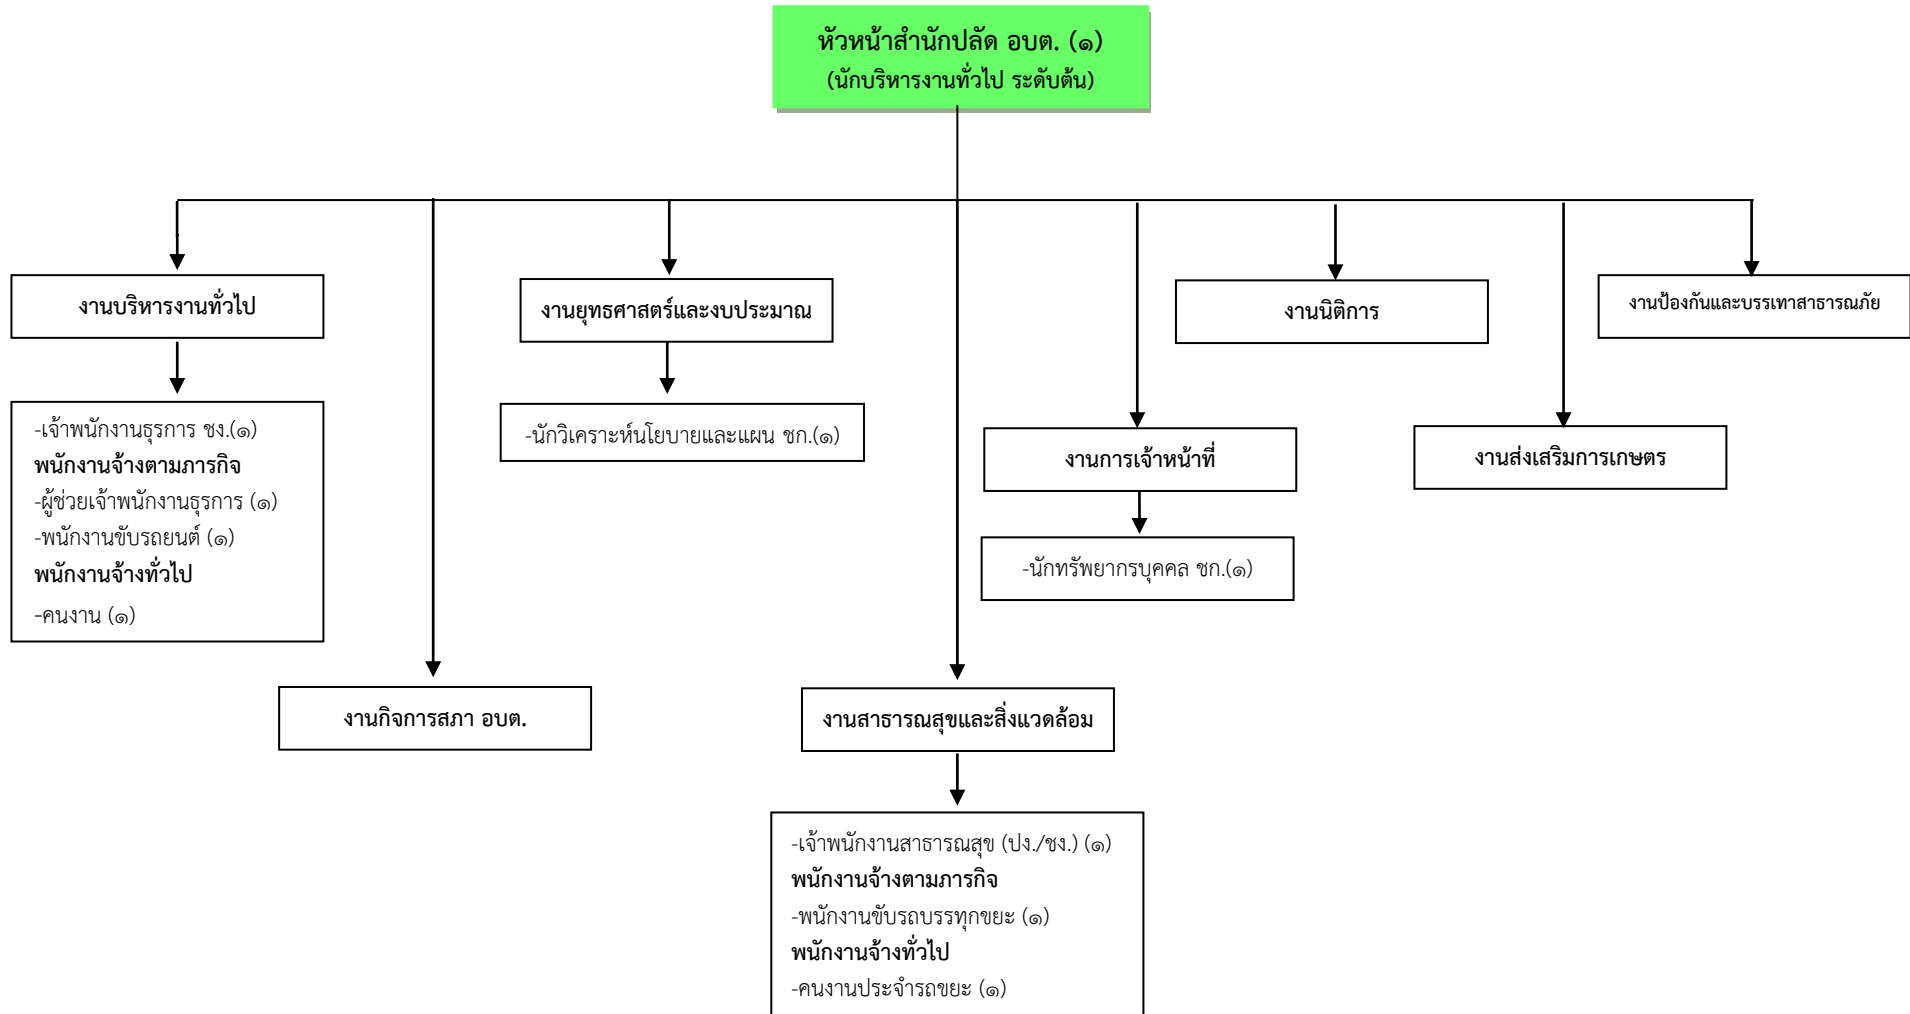 หัวหน้าสำนักปลัด อบต. (๑)
(นักบริหารงานทั่วไป ระดับต้น)
งานบริหารงานทั่วไป
-เจ้าพนักงานธุรการ ชง.(๑)
พนักงานจ้างตามภารกิจ
-ผู้ช่วยเจ้าพนักงานธุรการ (๑)
-พนักงานขับรถยนต์ (๑)
พนักงานจ้างทั่วไป
-คนงาน (๑)
งานกิจการสภา อบต.
งานยุทธศาสตร์และงบประมาณ
-นักวิเคราะห์นโยบายและแผน ชก.(๑)
งานสาธารณสุขและสิ่งแวดล้อม
-เจ้าพนักงานสาธารณสุข (ปง./ชง.) (๑)
พนักงานจ้างตามภารกิจ
-พนักงานขับรถบรรทุกขยะ (๑)
พนักงานจ้างทั่วไป
-คนงานประจำรถขยะ (๑)
งานการเจ้าหน้าที่
-นักทรัพยากรบุคคล ชก.(๑)
งานนิติการ
งานส่งเสริมการเกษตร
งานป้องกันและบรรเทาสาธารณภัย